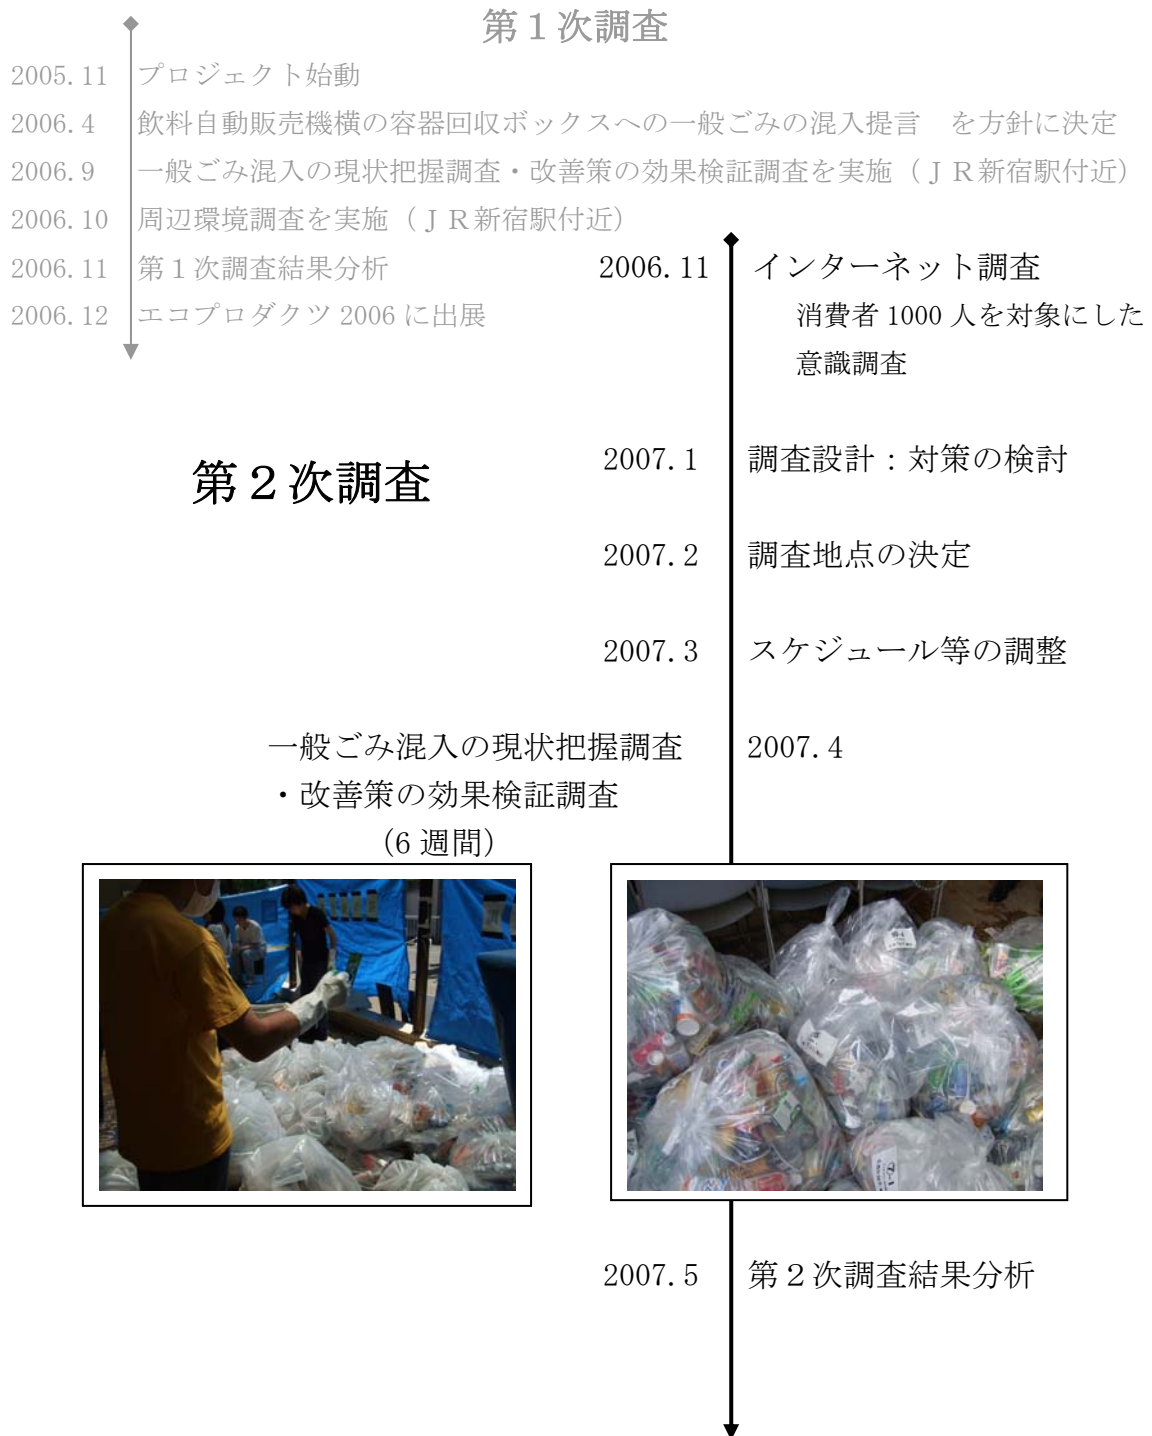 第１次調査
2005.11 プロジェクト始動
2006.4 飲料自動販売機横の容器回収ボックスへの一般ごみの混入提言　を方針に決定
2006.9 一般ごみ混入の現状把握調査・改善策の効果検証調査を実施（ＪＲ新宿駅付近）
2006.10 周辺環境調査を実施（ＪＲ新宿駅付近）
2006.11 第１次調査結果分析
2006.12 エコプロダクツ 2006 に出展
2006.11 インターネット調査
消費者 1000 人を対象にした
意識調査
第２次調査
2007.1 調査設計：対策の検討
2007.2 調査地点の決定
2007.3 スケジュール等の調整
一般ごみ混入の現状把握調査 2007.4
・改善策の効果検証調査
（6 週間）
2007.5 第２次調査結果分析